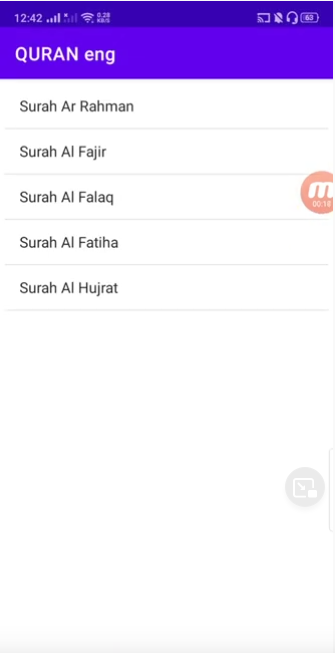 12:42 0.28 KB/S 63
QURAN eng
Surah Ar Rahman
Surah Al Fajir
Surah Al Falaq
00:18
Surah Al Fatiha
Surah Al Hujrat